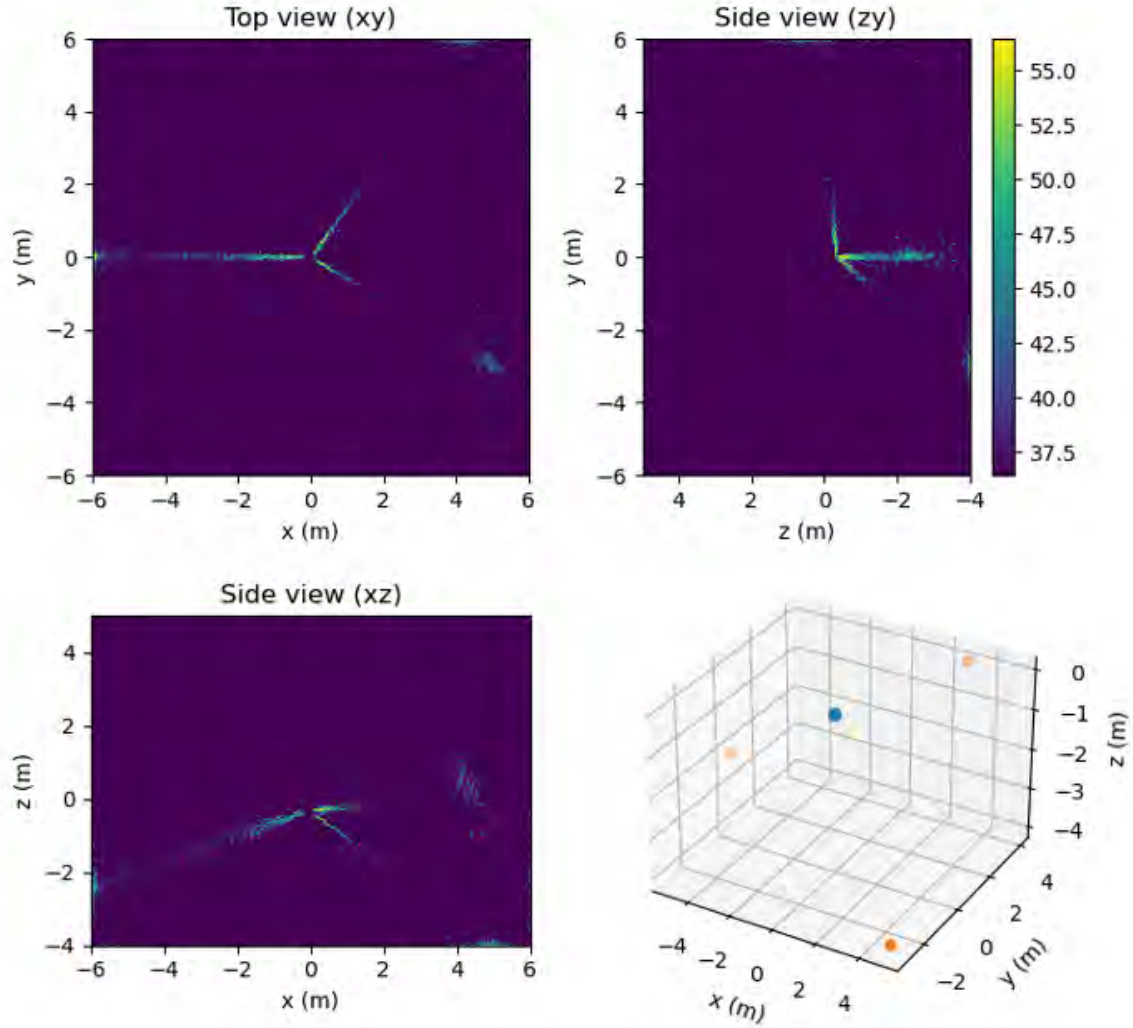 Top view (xy)
6
4
2
0
−2
−4
−6
y (m)
−6 −4 −2 0 2 4 6
x (m)
Side view (zy)
6
4
2
0
−2
−4
−6
y (m)
4 2 0 −2 −4
z (m)
55.0
52.5
50.0
47.5
45.0
42.5
40.0
37.5
Side view (xz)
4
2
0
−2
−4
z (m)
−6 −4 −2 0 2 4 6
x (m)
0
−1
−2
−3
−4
z (m)
−4 −2 0 2 4
x (m)
−2 0 2 4
y (m)